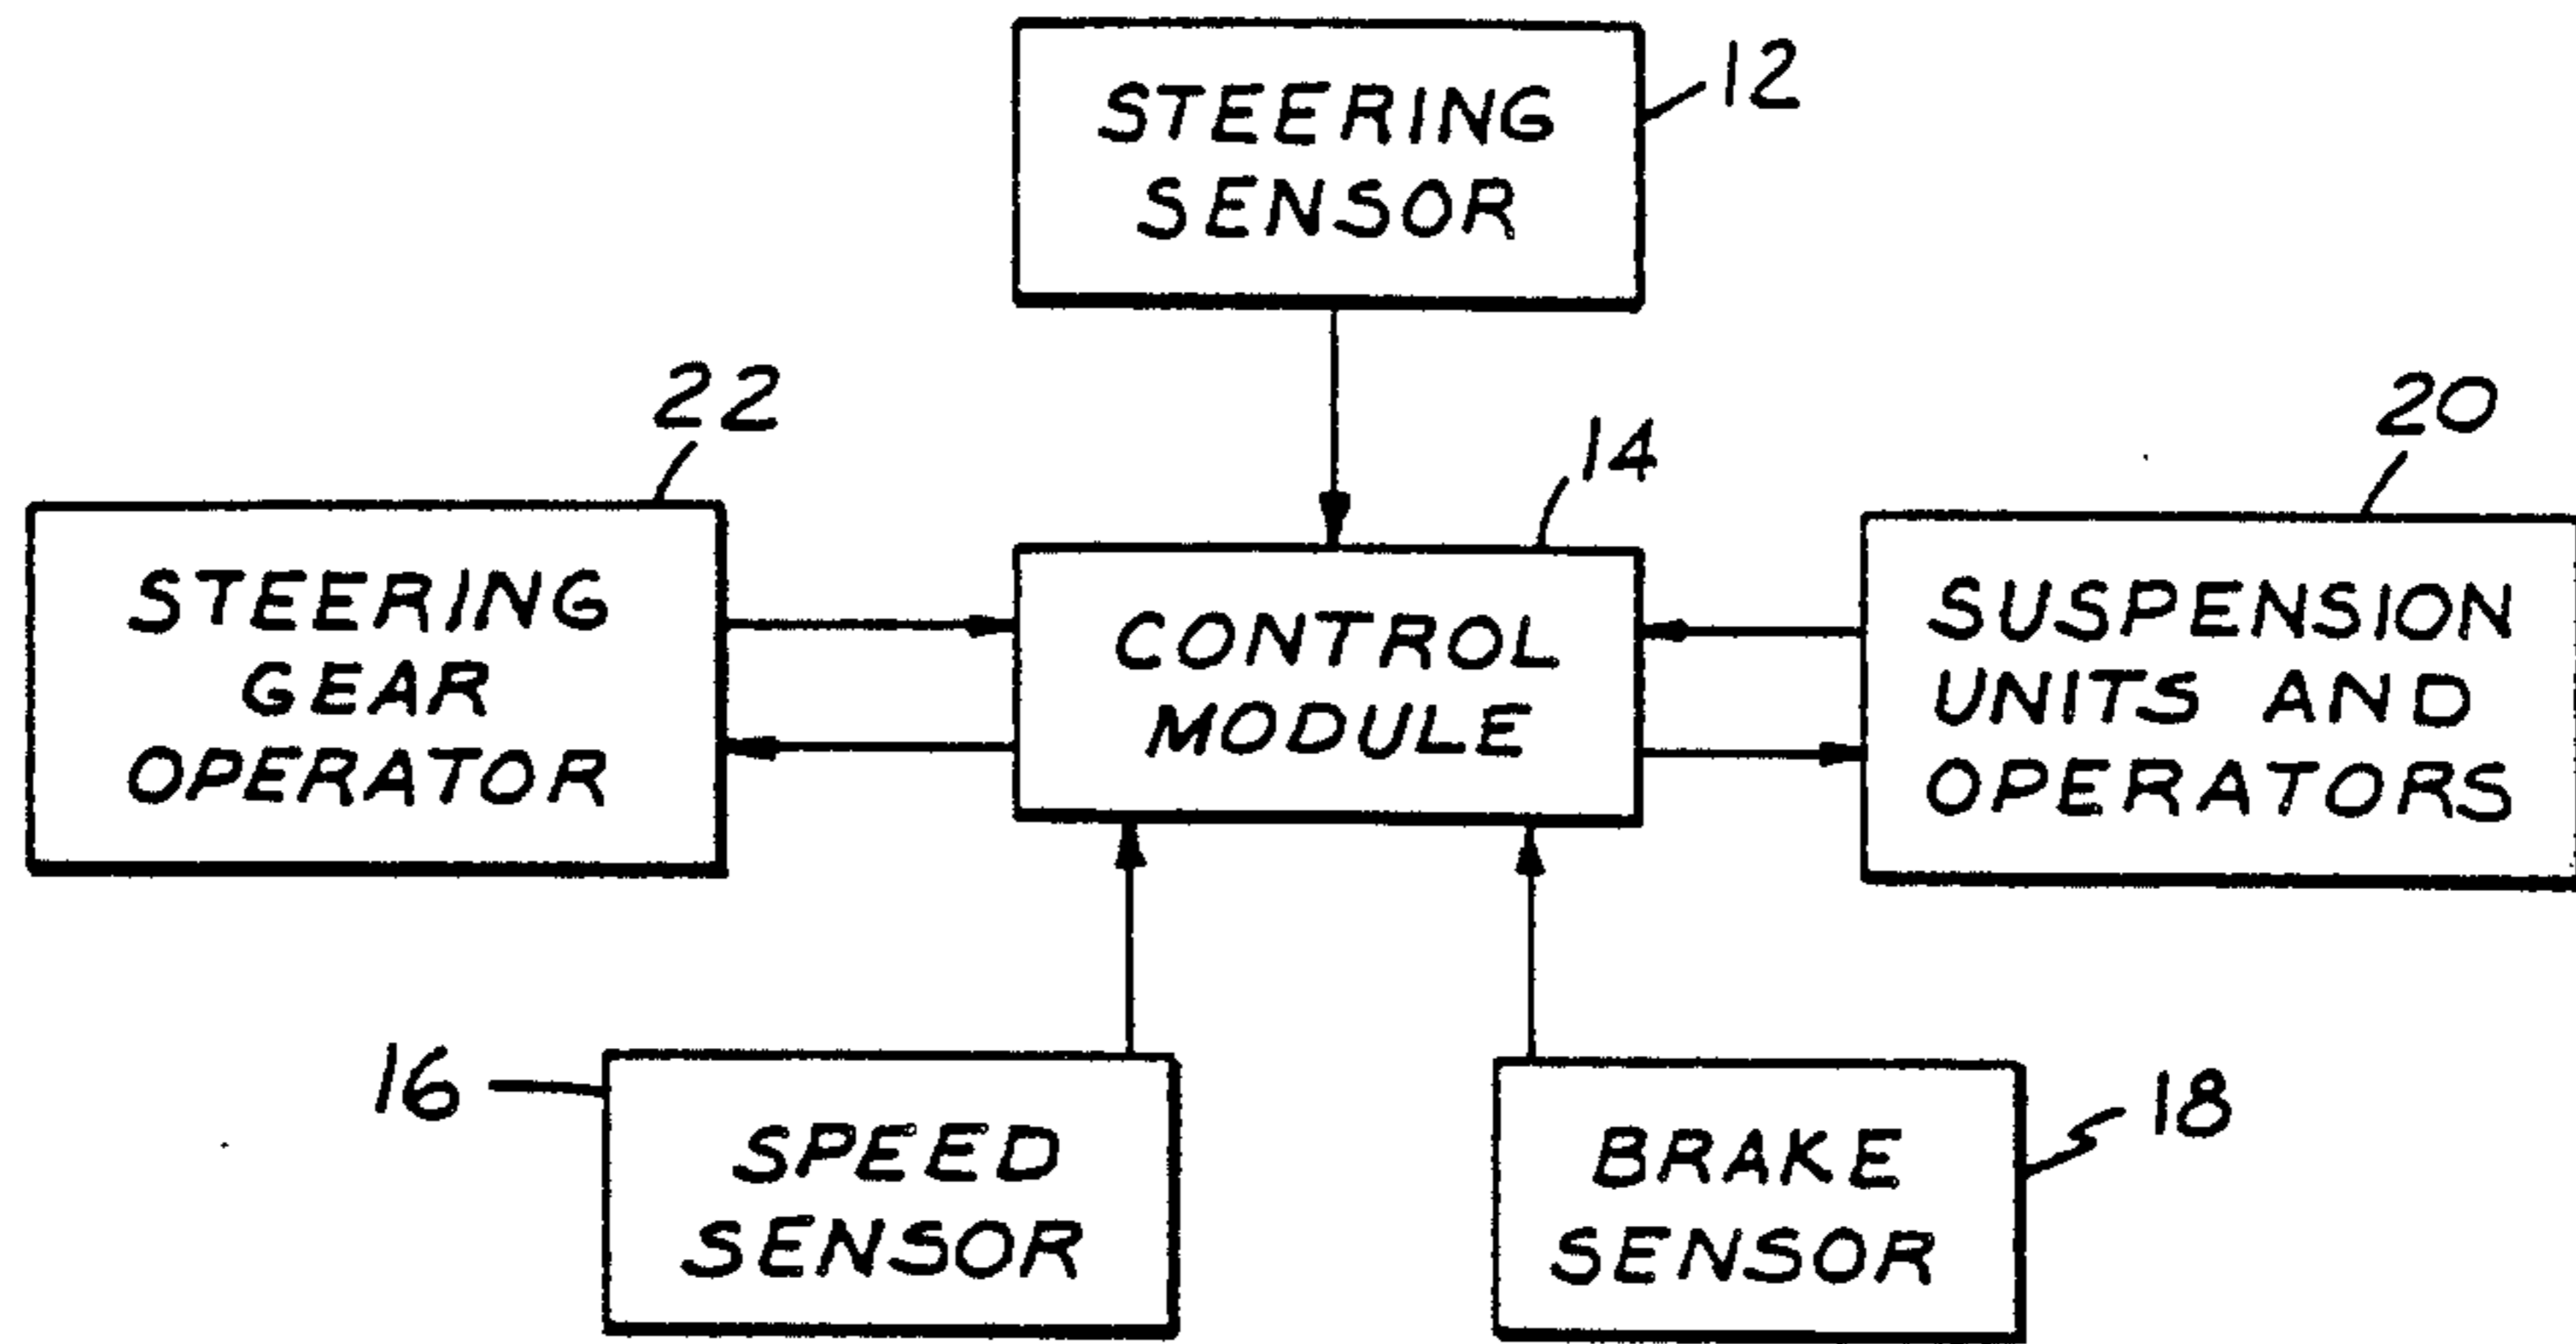 STEERING
SENSOR
12
22
STEERING
GEAR
OPERATOR
14
CONTROL
MODULE
20
SUSPENSION
UNITS AND
OPERATORS
16
SPEED
SENSOR
BRAKE
SENSOR
18